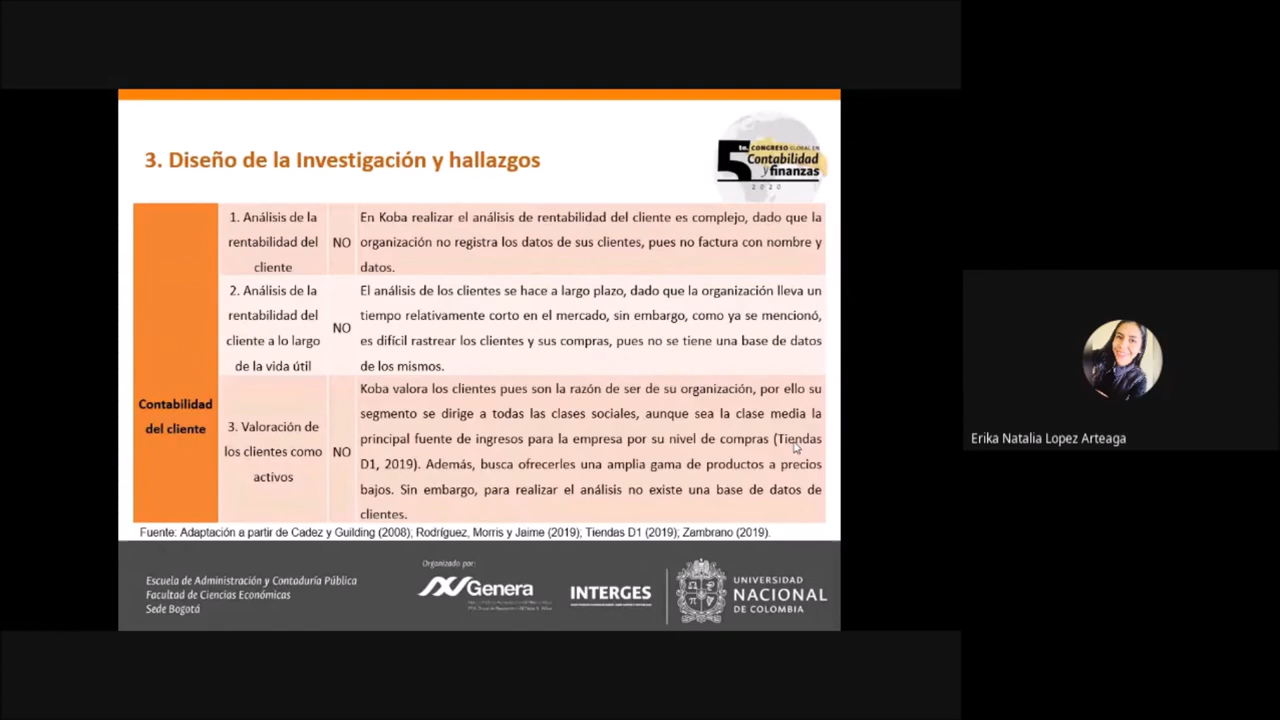 3. Diseño de la Investigación y hallazgos
5to. CONGRESO GLOBAL EN
Contabilidad
y finanzas
2020
Contabilidad
del cliente
1. Análisis de la
rentabilidad del
cliente
NO
En Koba realizar el análisis de rentabilidad del cliente es complejo, dado que la
organización no registra los datos de sus clientes, pues no factura con nombre y
datos.
2. Análisis de la
rentabilidad del
cliente a lo largo
de la vida útil
NO
El análisis de los clientes se hace a largo plazo, dado que la organización lleva un
tiempo relativamente corto en el mercado, sin embargo, como ya se mencionó,
es difícil rastrear los clientes y sus compras, pues no se tiene una base de datos
de los mismos.
3. Valoración de
los clientes como
activos
NO
Koba valora los clientes pues son la razón de ser de su organización, por ello su
segmento se dirige a todas las clases sociales, aunque sea la clase media la
principal fuente de ingresos para la empresa por su nivel de compras (Tiendas
D1, 2019). Además, busca ofrecerles una amplia gama de productos a precios
bajos. Sin embargo, para realizar el análisis no existe una base de datos de
clientes.
Fuente: Adaptación a partir de Cadez y Guilding (2008); Rodríguez, Morris y Jaime (2019); Tiendas D1 (2019); Zambrano (2019).
Escuela de Administración y Contaduría Pública
Facultad de Ciencias Económicas
Sede Bogotá
Organizado por:
Genera
INTERGES
UNIVERSIDAD
NACIONAL
DE COLOMBIA
Erika Natalia Lopez Arteaga